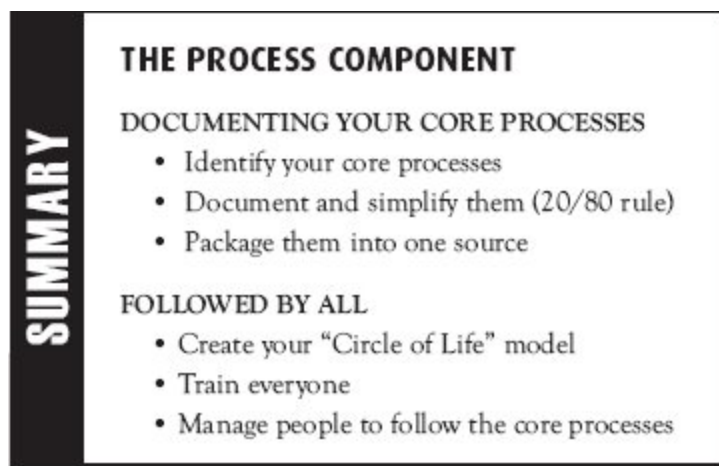 SUMMARY
THE PROCESS COMPONENT
DOCUMENTING YOUR CORE PROCESSES
• Identify your core processes
• Document and simplify them (20/80 rule)
• Package them into one source
FOLLOWED BY ALL
• Create your “Circle of Life” model
• Train everyone
• Manage people to follow the core processes